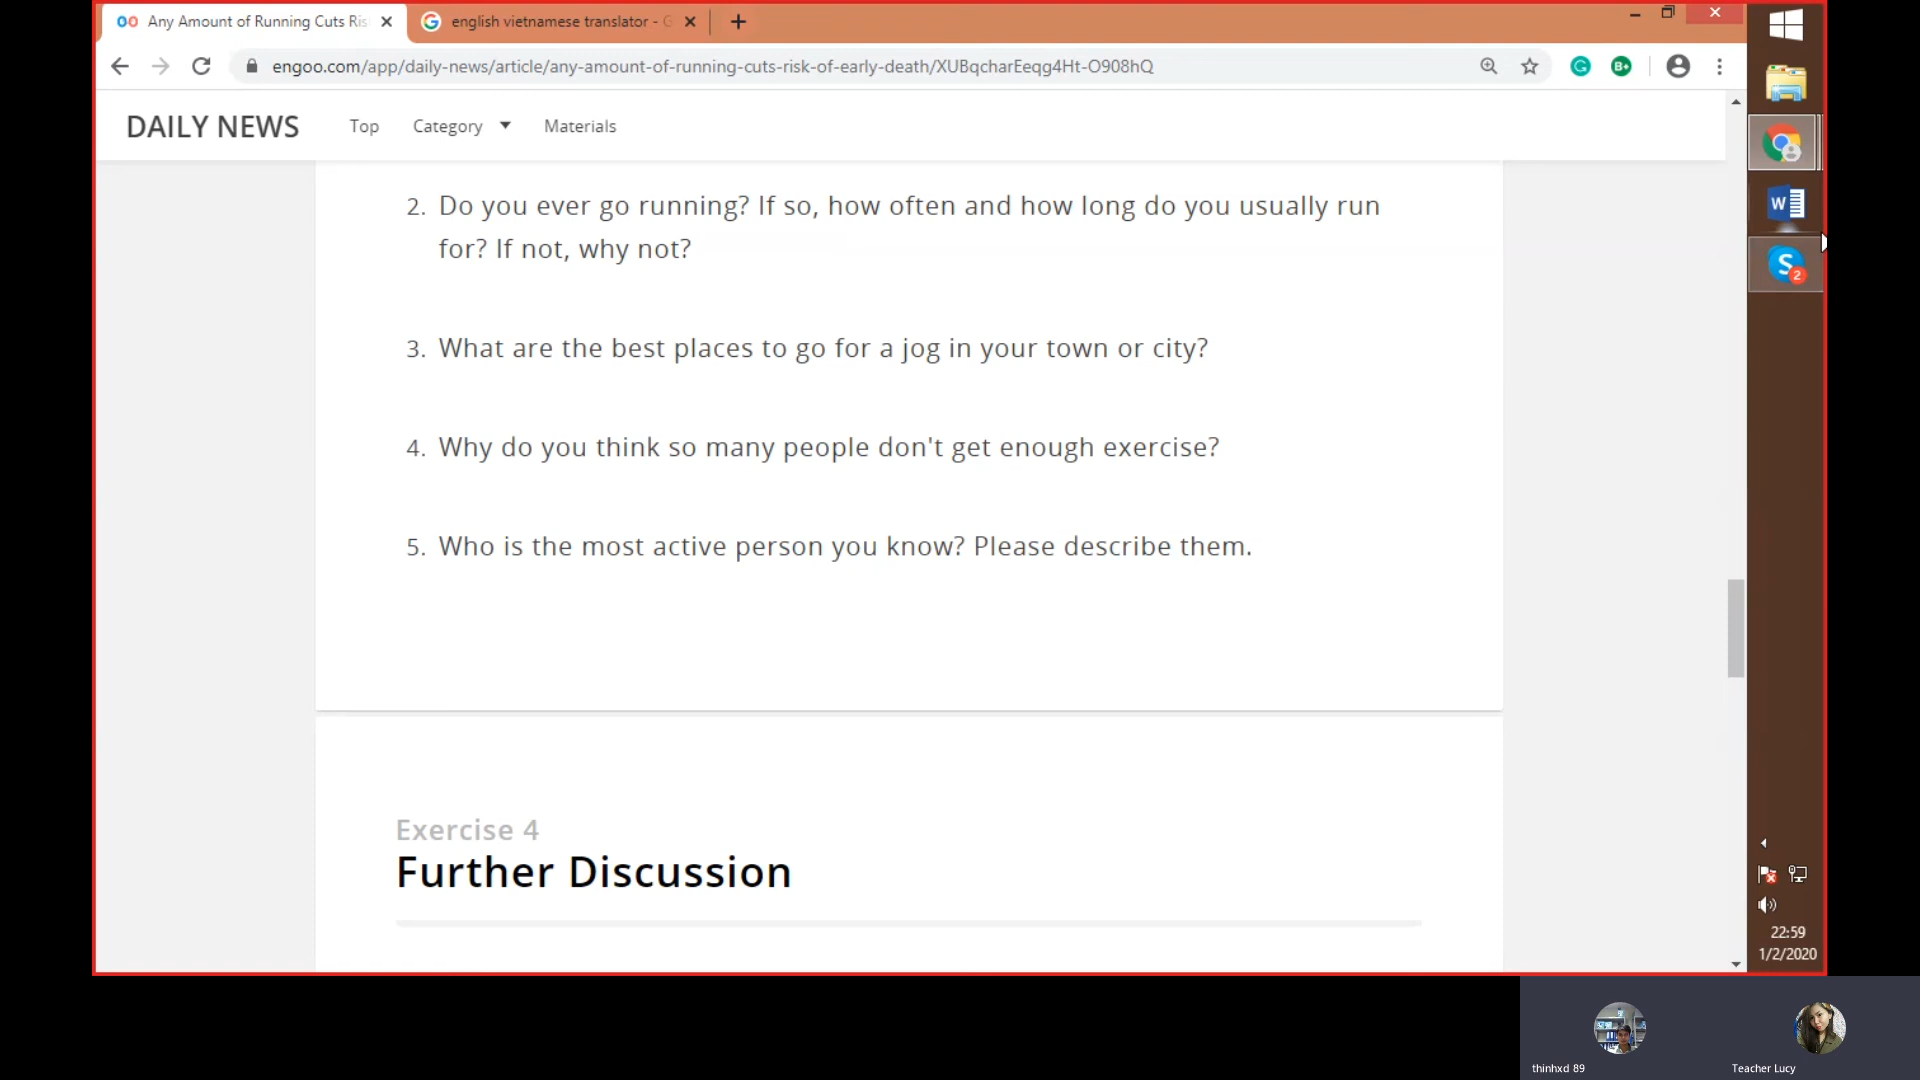 Any Amount of Running Cuts Ris
english vietnamese translator - G
engoo.com/app/daily-news/article/any-amount-of-running-cuts-risk-of-early-death/XUBqcharEeqg4Ht-O908hQ
DAILY NEWS
Top
Category
Materials
2. Do you ever go running? If so, how often and how long do you usually run
for? If not, why not?
3. What are the best places to go for a jog in your town or city?
4. Why do you think so many people don't get enough exercise?
5. Who is the most active person you know? Please describe them.
Exercise 4
Further Discussion
22:59
1/2/2020
thinhxd 89
Teacher Lucy
B+
W
S
2